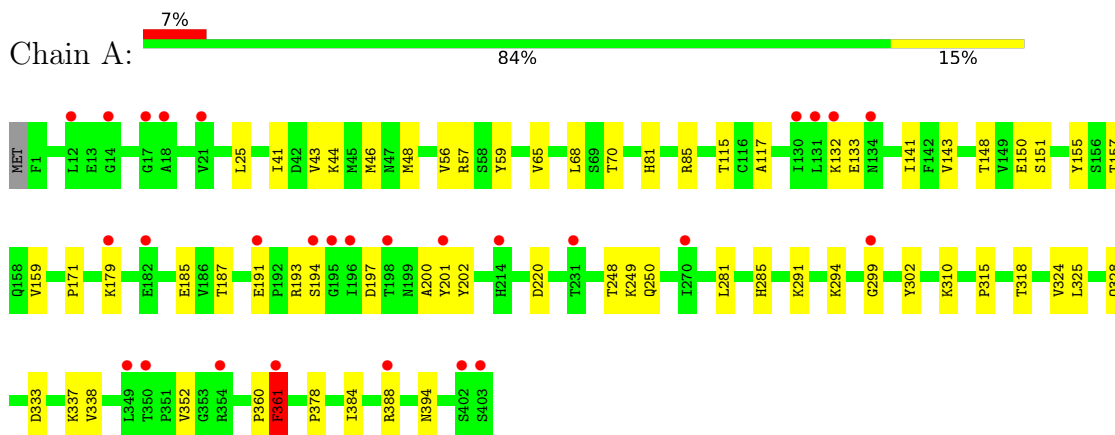 7%
Chain A:
84% 15%
MET F1 L12 E13 G14 G17 A18 V21 L25 I41 D42 V43 K44 M45 M46 N47 M48 V56 R57 S58 Y59 V65 L68 S69 T70 H81 R85 T115 C116 A117 I130 L131 K132 E133 N134 I141 F142 V143 T148 V149 E150 S151 Y155 S156 T157
Q158 V159 P171 K179 E182 E185 V186 T187 E191 P192 R193 S194 G195 I196 D197 T198 N199 A200 Y201 Y202 H214 D220 T231 T248 K249 Q250 I270 L281 H285 K291 K294 G299 Y302 K310 P315 T318 V324 L325
D333 K337 V338 L349 T350 P351 V352 G353 R354 P360 F361 P378 I384 R388 N394 S402 S403